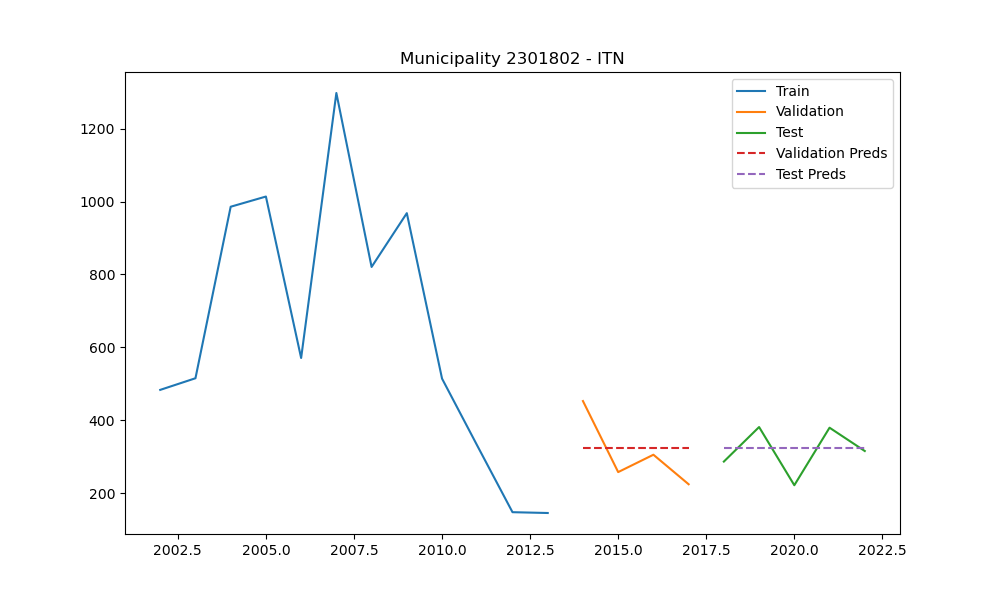 Municipality 2301802 - ITN
Train
Validation
Test
Validation Preds
Test Preds
1200
1000
800
600
400
200
2002.5 2005.0 2007.5 2010.0 2012.5 2015.0 2017.5 2020.0 2022.5